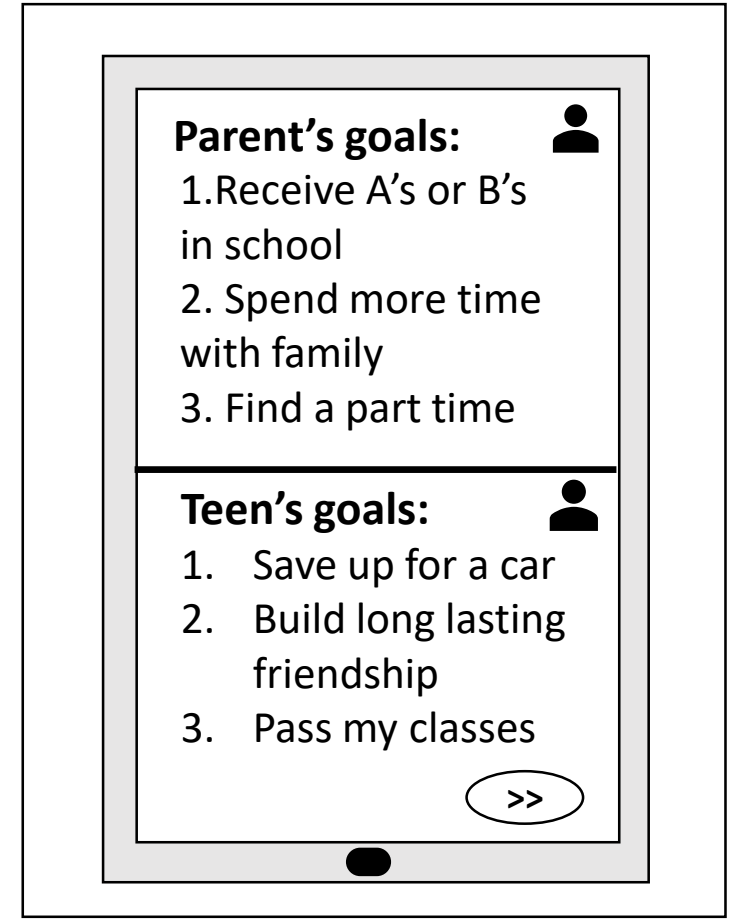 Parent’s goals:
1.Receive A’s or B’s
in school
2. Spend more time
with family
3. Find a part time
Teen’s goals:
1. Save up for a car
2. Build long lasting
friendship
3. Pass my classes
>>